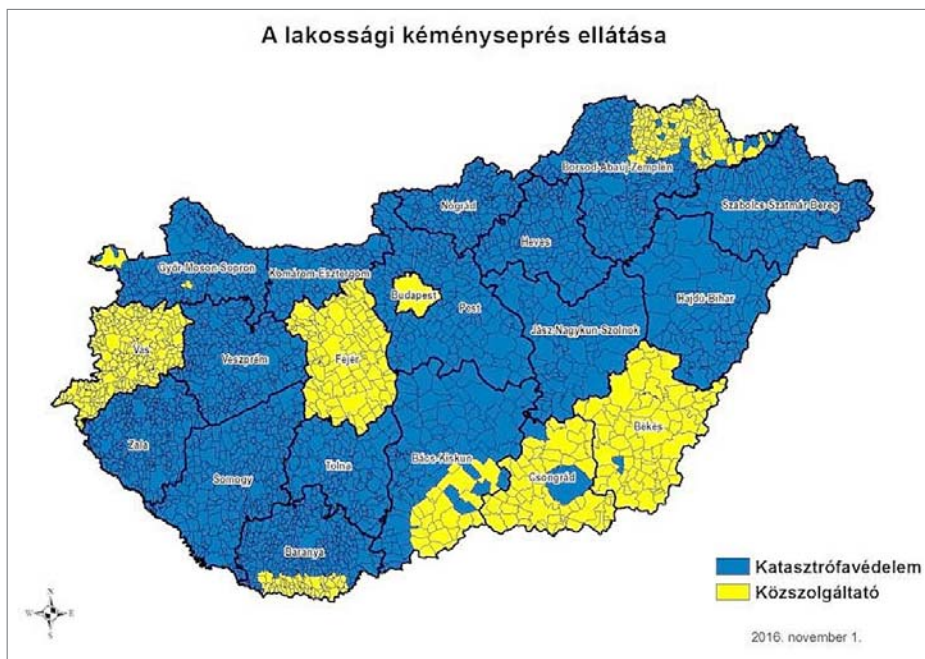 A lakossági kéményseprés ellátása
Borsod-Abaúj-Zemplén
Szabolcs-Szatmár-Bereg
Nógrád
Heves
Győr-Moson-Sopron
Komárom-Esztergom
Budapest
Pest
Hajdú-Bihar
Jász-Nagykun-Szolnok
Vas
Veszprém
Fejér
Békés
Zala
Somogy
Tolna
Bács-Kiskun
Csongrád
Baranya
Katasztrófavédelem
Közszolgáltató
N
W E
S
2016. november 1.